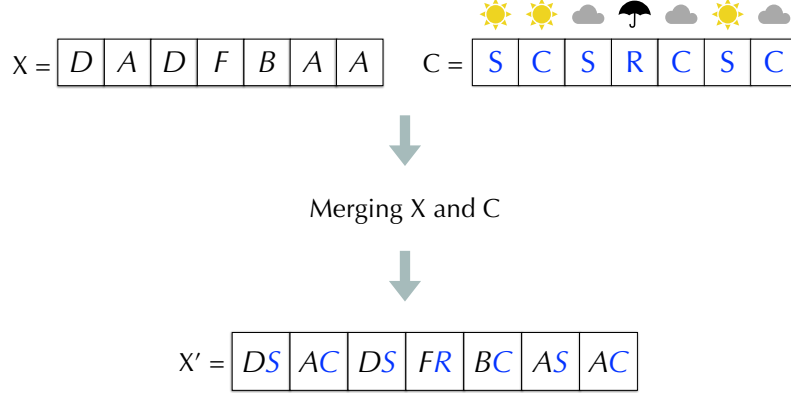 X = D A D F B A A C = S C S R C S C
Merging X and C
X′ = DS AC DS FR BC AS AC